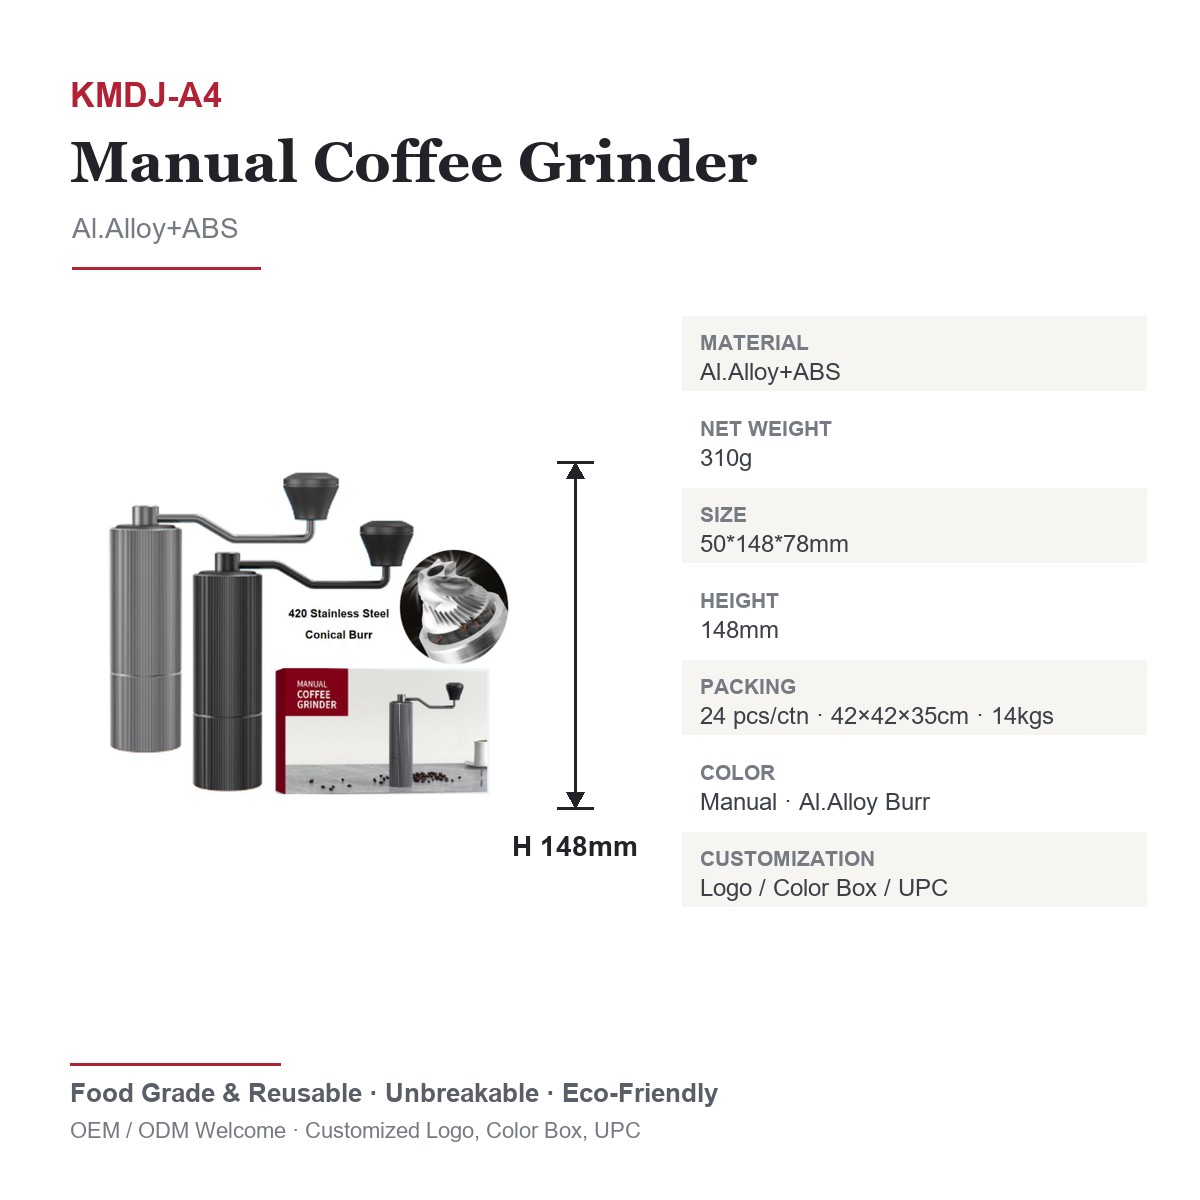 KMDJ-A4
Manual Coffee Grinder
Al.Alloy+ABS
420 Stainless Steel
Conical Burr
MANUAL
COFFEE
GRINDER
H 148mm
MATERIAL
Al.Alloy+ABS
NET WEIGHT
310g
SIZE
50*148*78mm
HEIGHT
148mm
PACKING
24 pcs/ctn · 42×42×35cm · 14kgs
COLOR
Manual · Al.Alloy Burr
CUSTOMIZATION
Logo / Color Box / UPC
Food Grade & Reusable · Unbreakable · Eco-Friendly
OEM / ODM Welcome · Customized Logo, Color Box, UPC